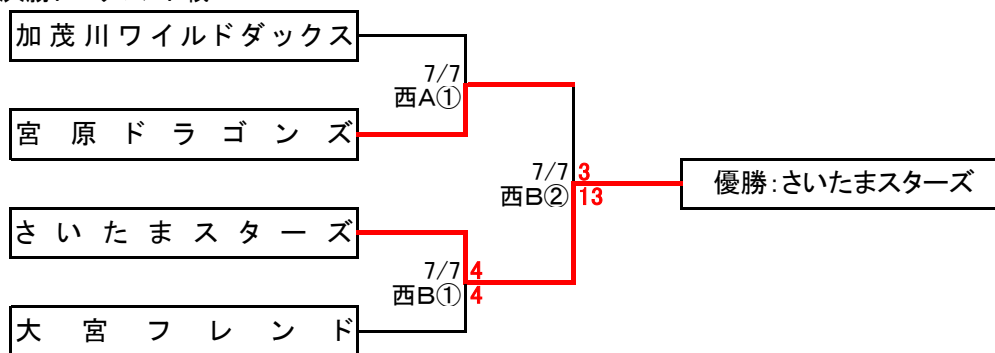 加茂川ワイルドダックス
7/7
西A①
宮原ドラゴンズ
7/7 3
西B② 13
優勝:さいたまスターズ
さいたまスターズ
7/7 4
西B① 4
大宮フレンド